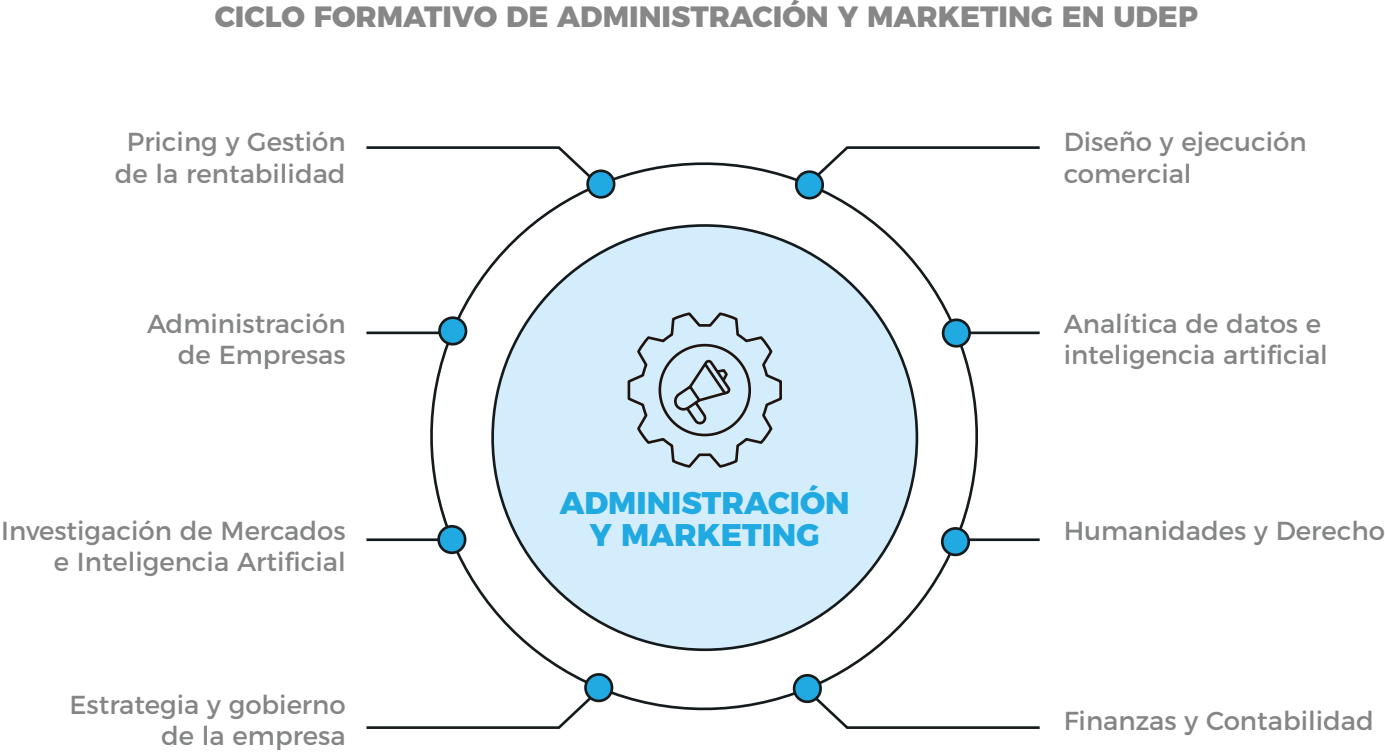 CICLO FORMATIVO DE ADMINISTRACIÓN Y MARKETING EN UDEP
Pricing y Gestión
de la rentabilidad
Diseño y ejecución
comercial
Administración
de Empresas
Analítica de datos e
inteligencia artificial
ADMINISTRACIÓN
Y MARKETING
Investigación de Mercados
e Inteligencia Artificial
Humanidades y Derecho
Estrategia y gobierno
de la empresa
Finanzas y Contabilidad